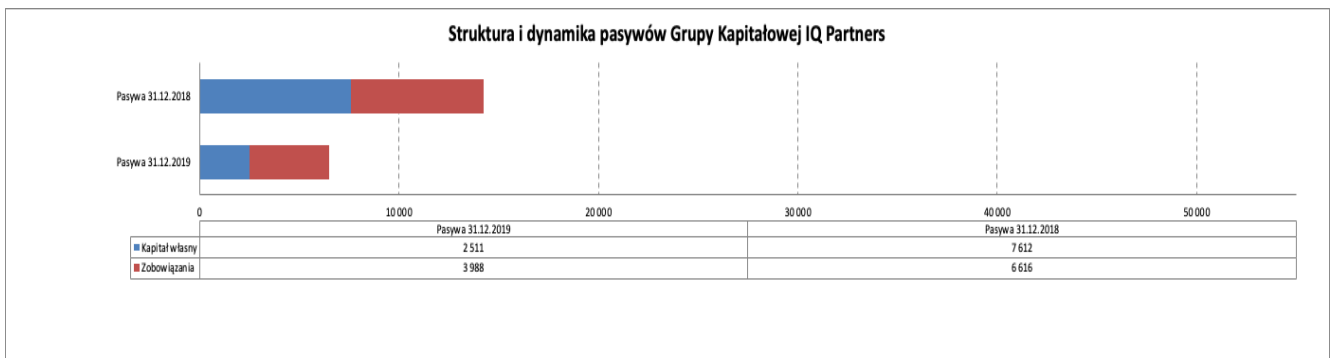 Struktura i dynamika pasywów Grupy Kapitałowej IQ Partners
Pasywa 31.12.2018
Pasywa 31.12.2019
0 10 000 20 000 30 000 40 000 50 000
Pasywa 31.12.2019 Pasywa 31.12.2018
Kapitał własny 2 511 7 612
Zobowiązania 3 988 6 616